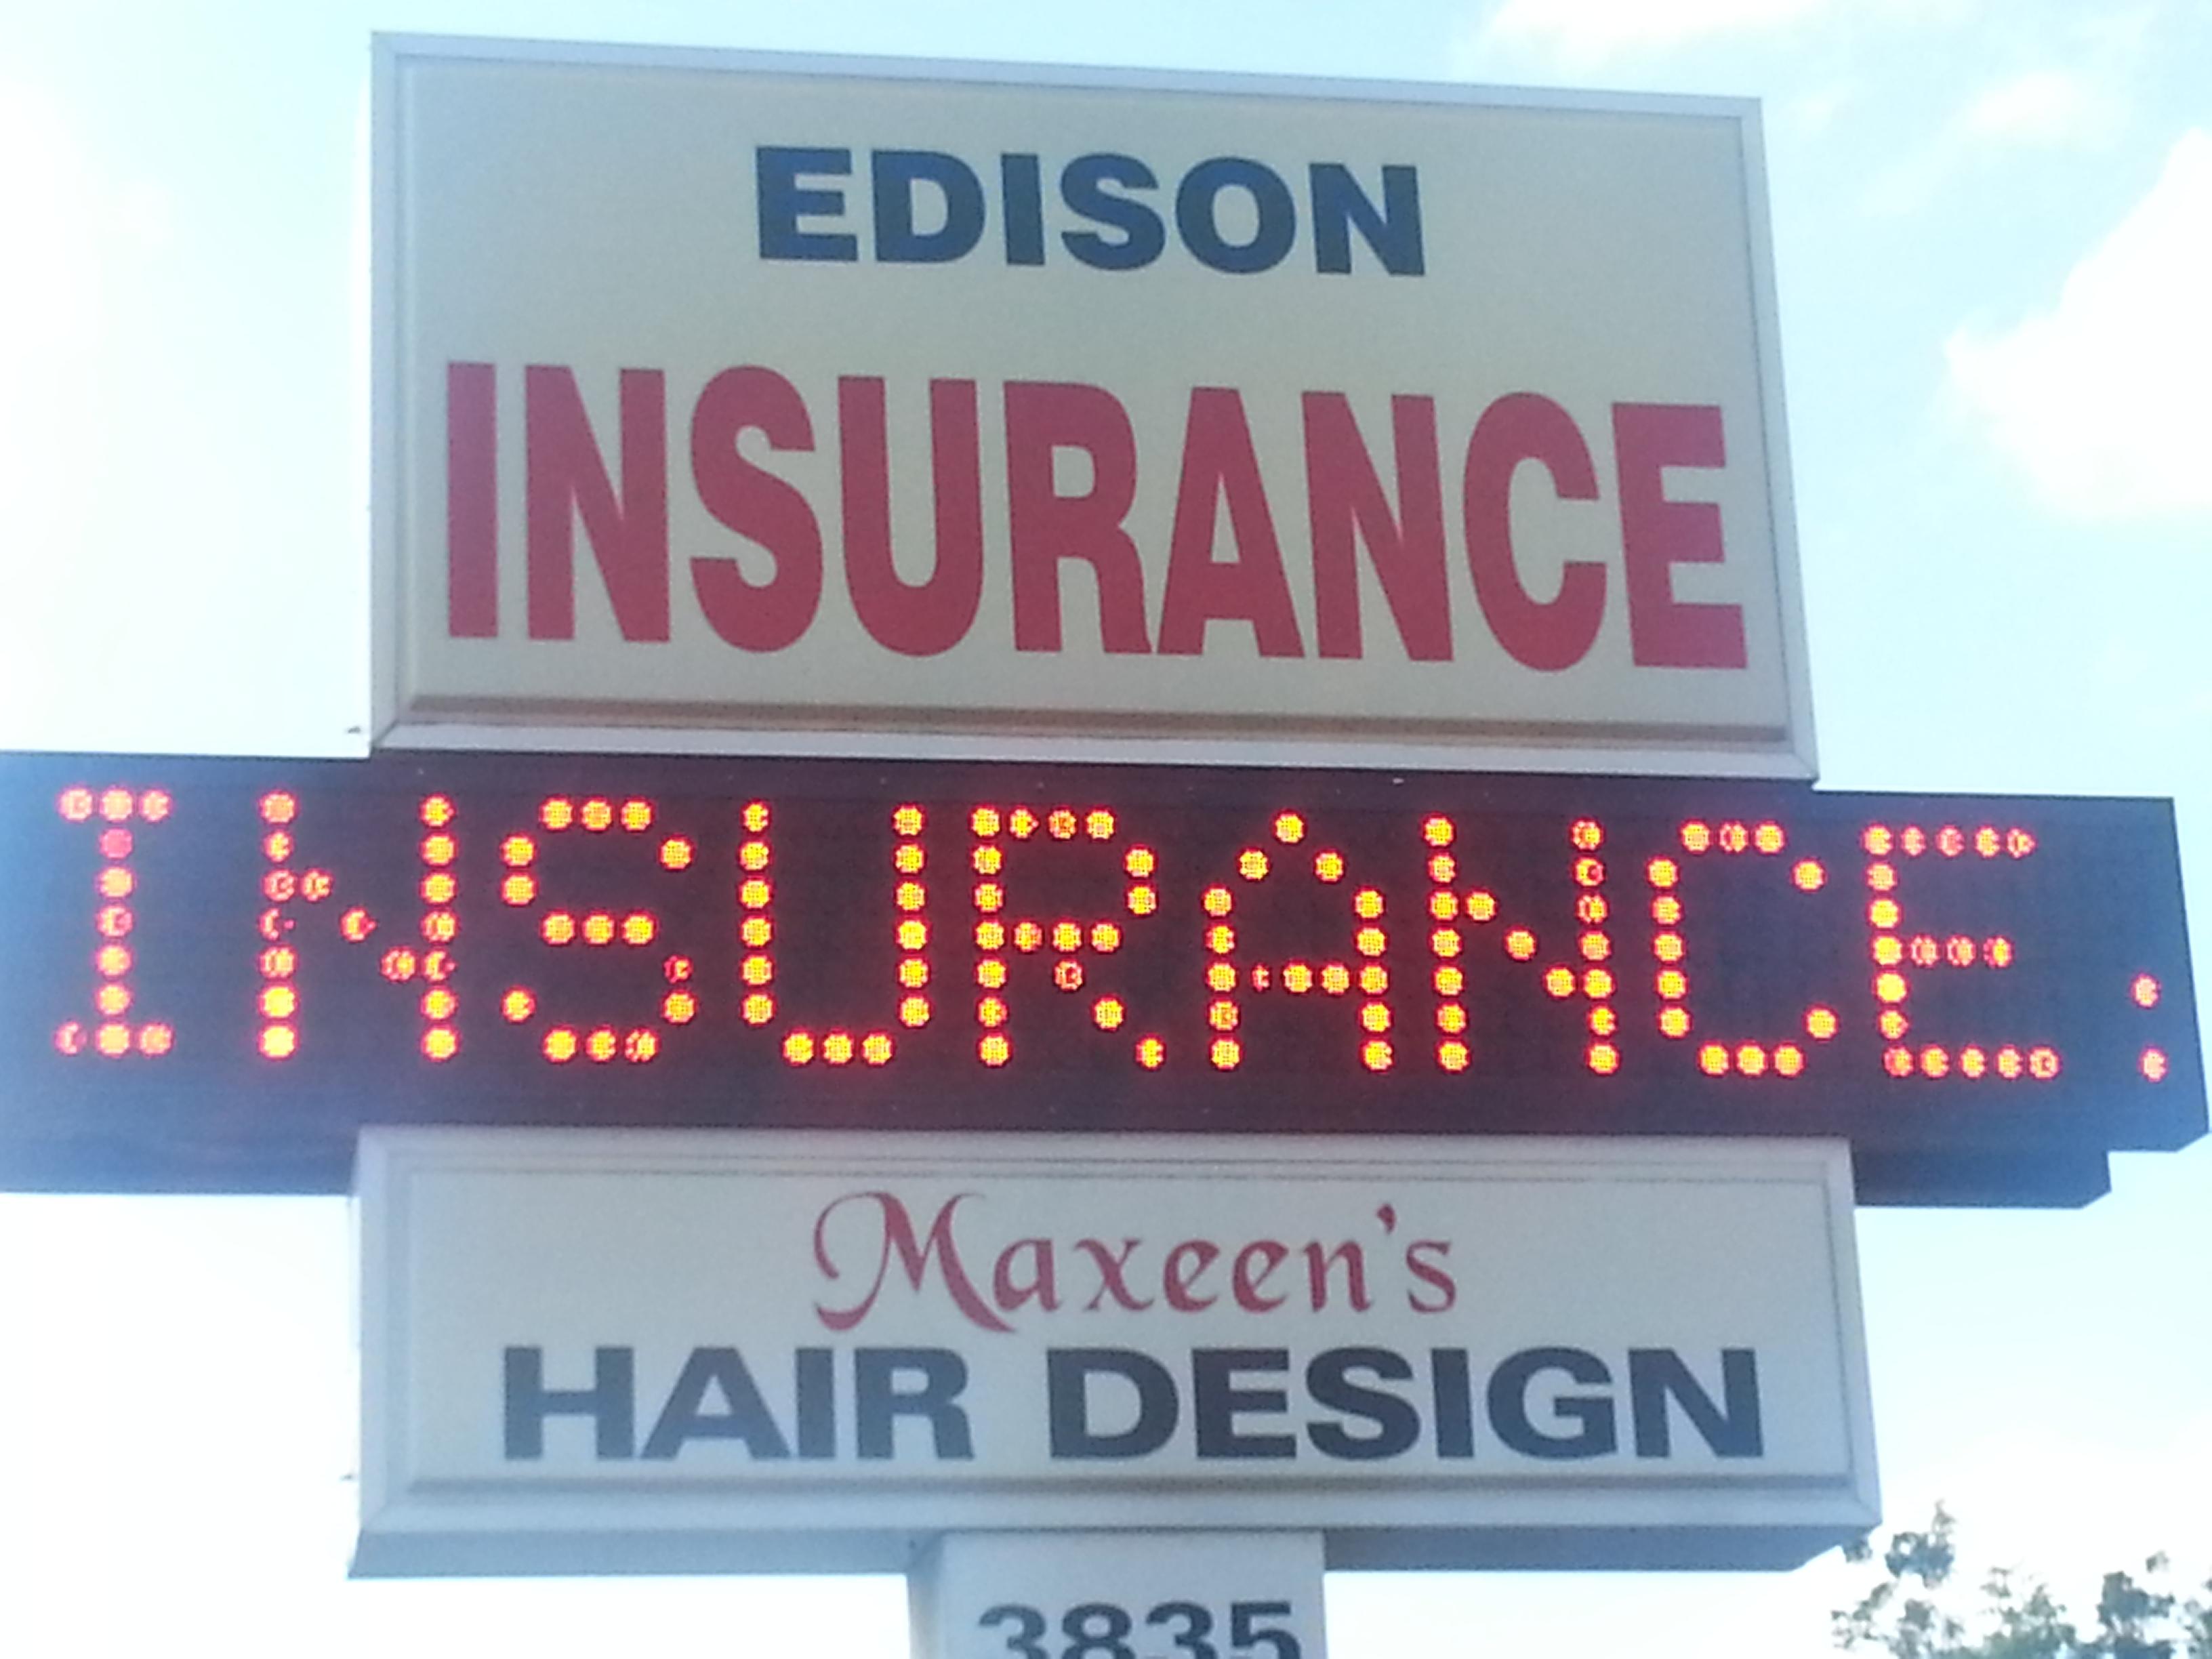 EDISON
INSURANCE
INSURANCE
Maxeen's
HAIR DESIGN
3835